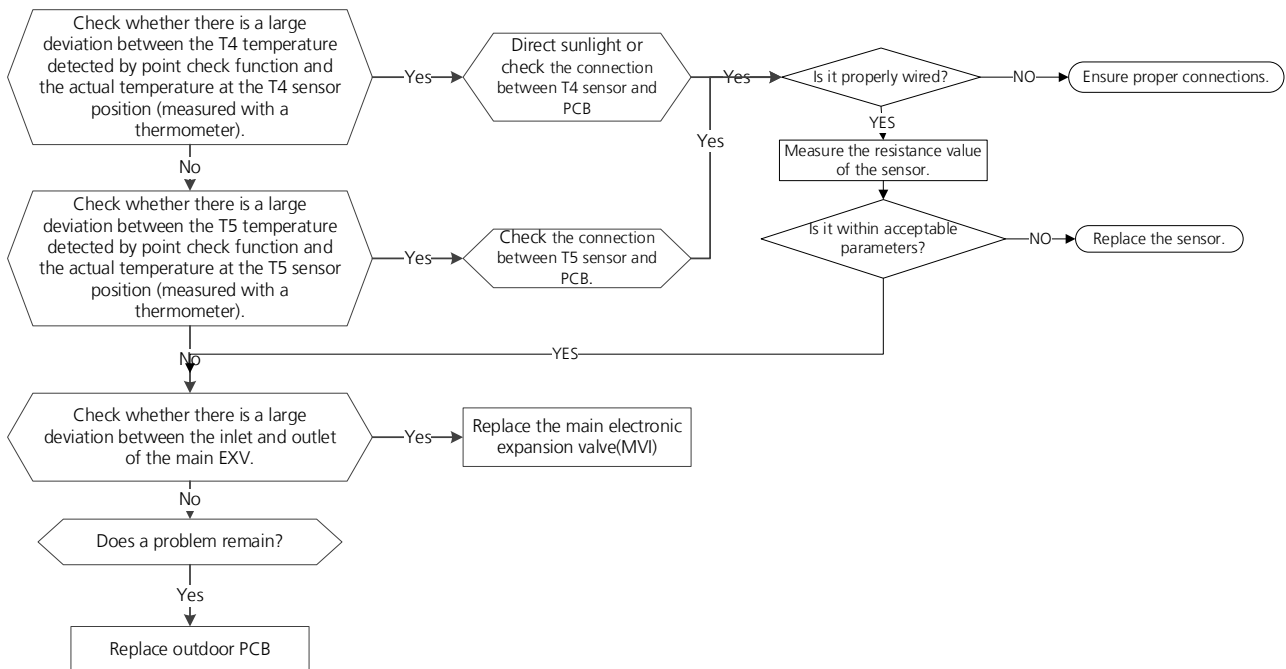 Check whether there is a large
deviation between the T4 temperature
detected by point check function and
the actual temperature at the T4 sensor
position (measured with a
thermometer).
Yes
Direct sunlight or
check the connection
between T4 sensor and
PCB
Yes
Is it properly wired?
NO
Ensure proper connections.
YES
Measure the resistance value
of the sensor.
Is it within acceptable
parameters?
NO
Replace the sensor.
YES
No
Check whether there is a large
deviation between the T5 temperature
detected by point check function and
the actual temperature at the T5 sensor
position (measured with a
thermometer).
Yes
Check the connection
between T5 sensor and
PCB.
Yes
No
Check whether there is a large
deviation between the inlet and outlet
of the main EXV.
Yes
Replace the main electronic
expansion valve(MVI)
No
Does a problem remain?
Yes
Replace outdoor PCB